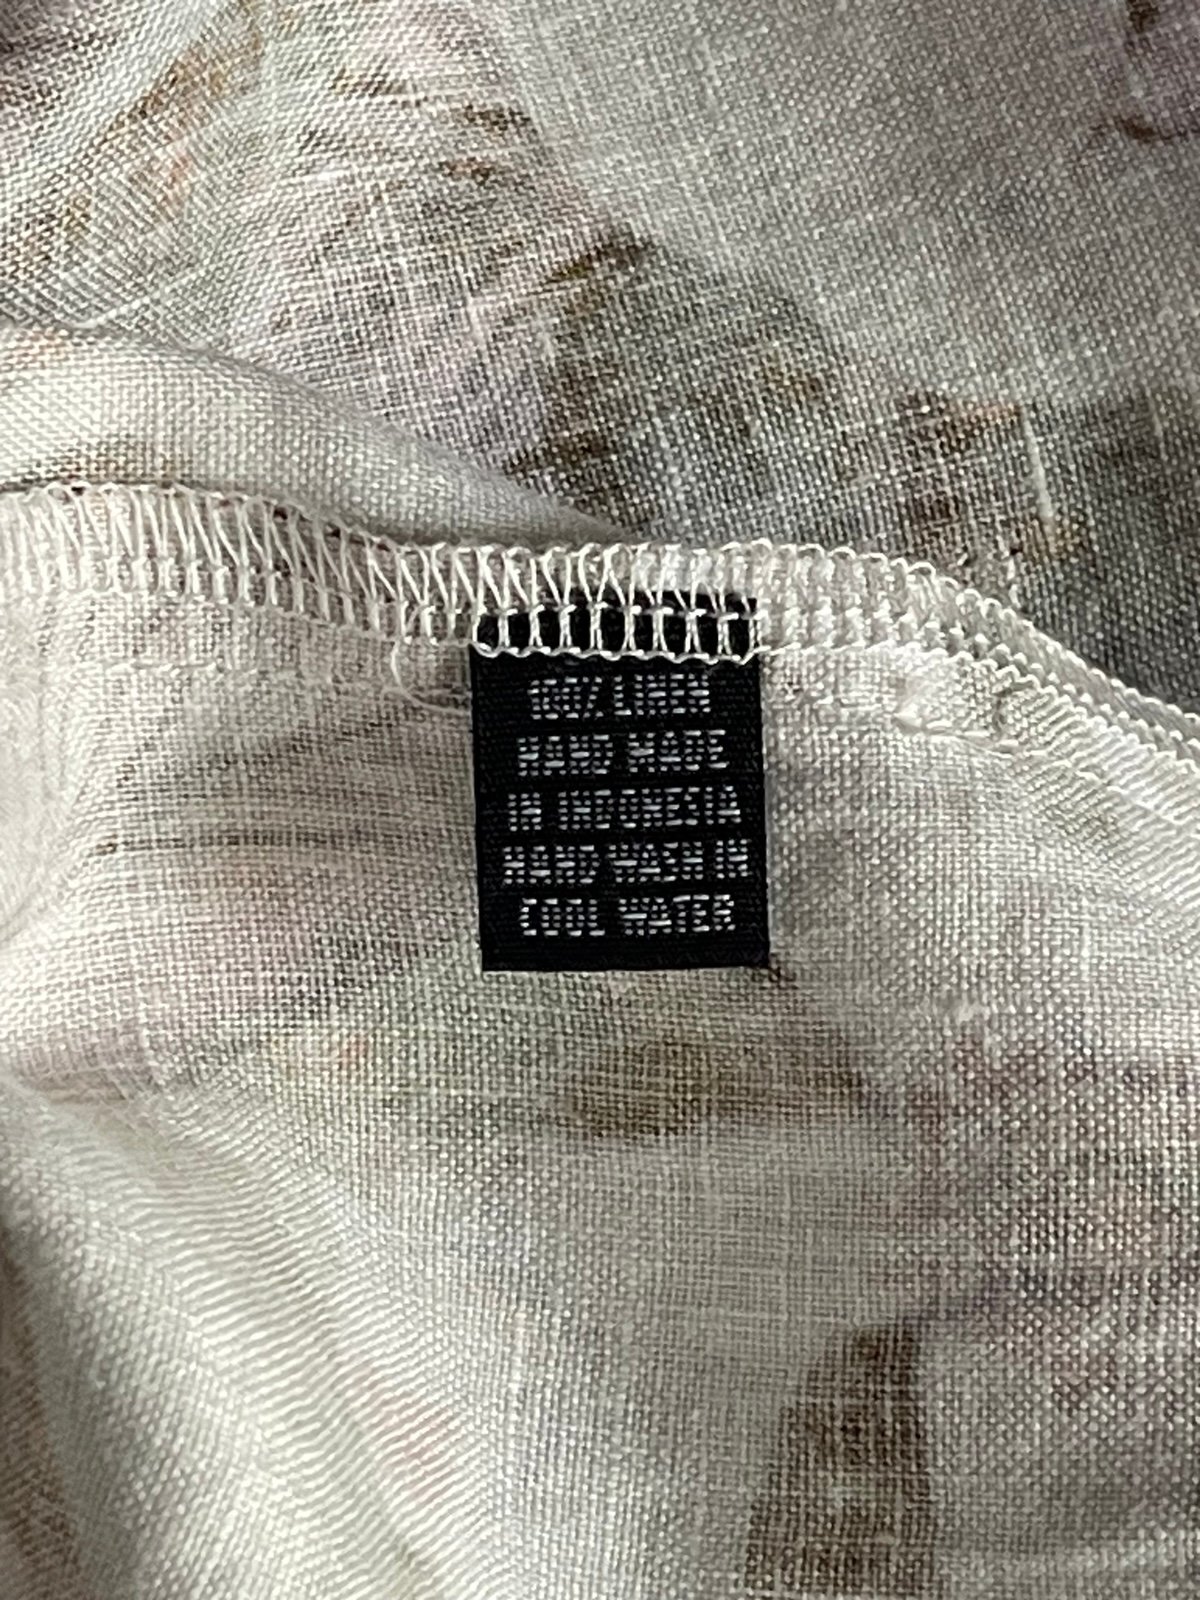 100% LINEN
HAND MADE
IN INDONESIA
HAND WASH IN
COOL WATER